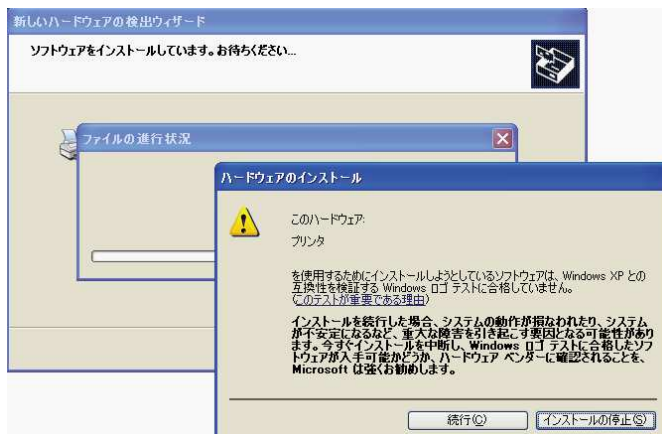 新しいハードウェアの検出ウィザード
ソフトウェアをインストールしています。お待ちください...
ファイルの進行状況
ハードウェアのインストール
このハードウェア:
プリンタ
を使用するためにインストールしようとしているソフトウェアは、Windows XP との
互換性を検証する Windows ロゴ テストに合格していません。
(このテストが重要である理由)
インストールを続行した場合、システムの動作が損なわれたり、システム
が不安定になるなど、重大な障害を引き起こす要因となる可能性があり
ます。今すぐインストールを中断し、Windows ロゴ テストに合格したソフ
トウェアが入手可能かどうか、ハードウェア ベンダーに確認されることを、
Microsoft は強くお勧めします。
続行(C)
インストールの停止(S)